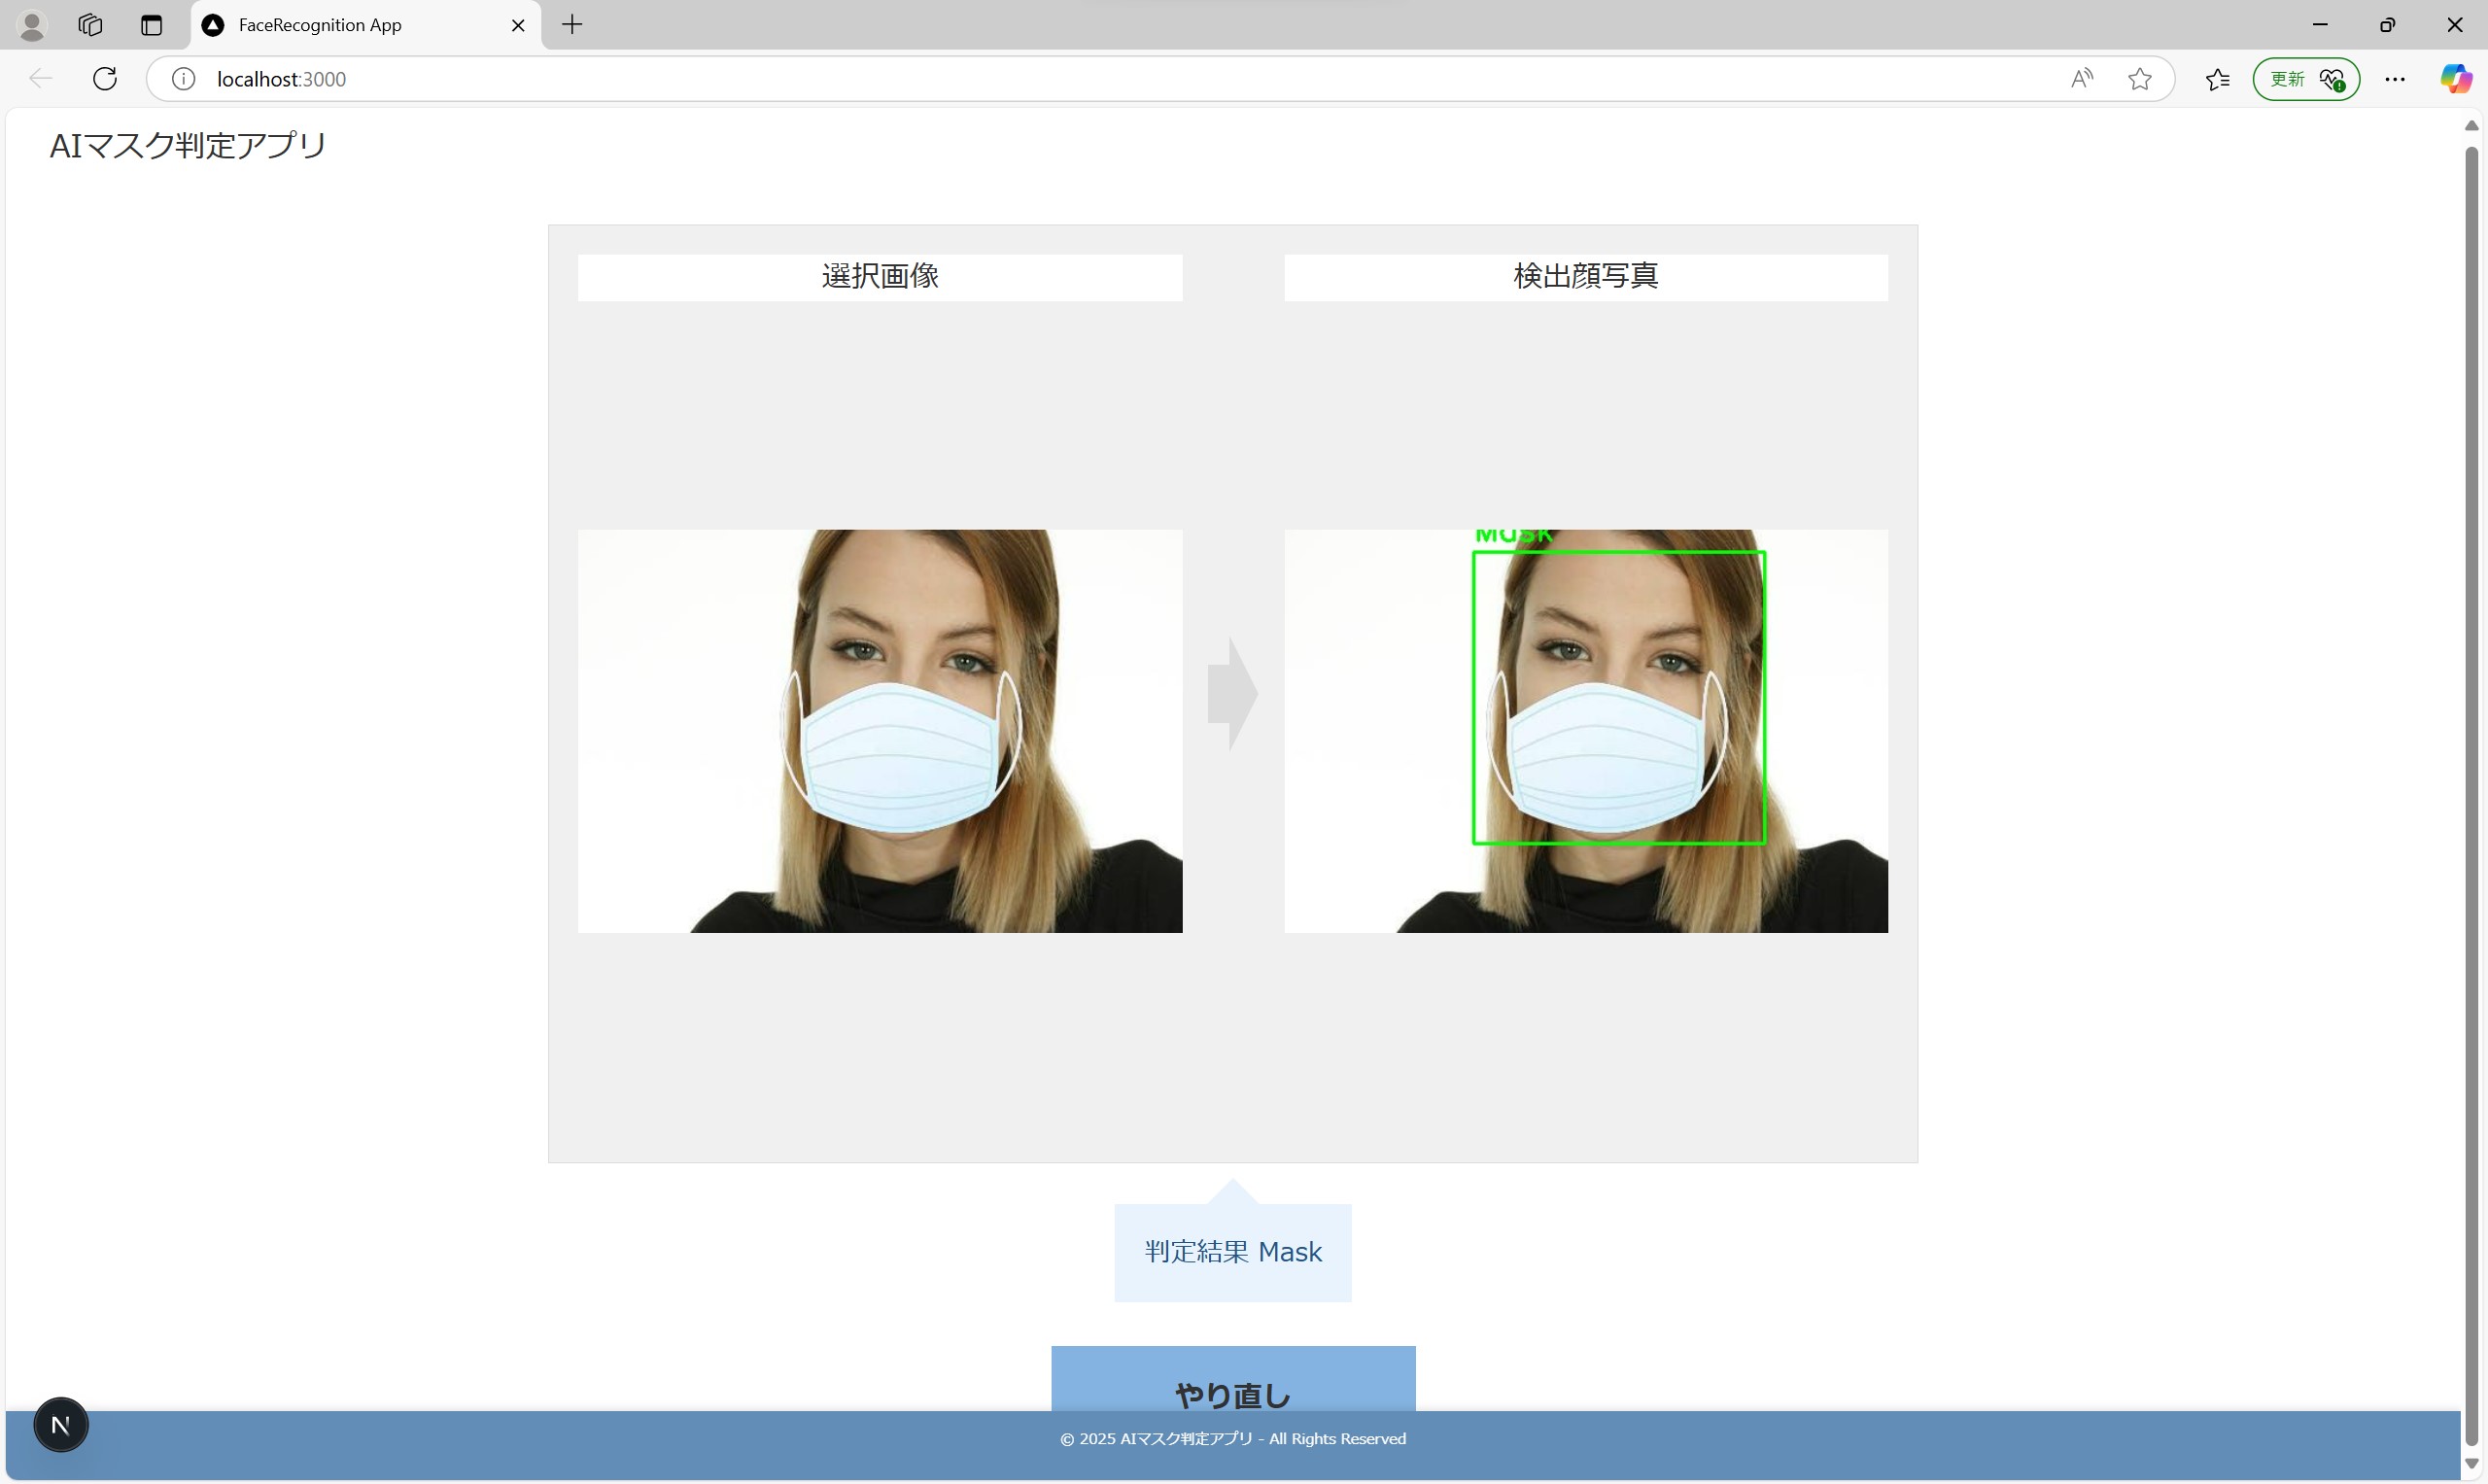 FaceRecognition App
localhost:3000
更新
AIマスク判定アプリ
選択画像
検出顔写真
Mask
判定結果 Mask
やり直し
N
© 2025 AIマスク判定アプリ - All Rights Reserved